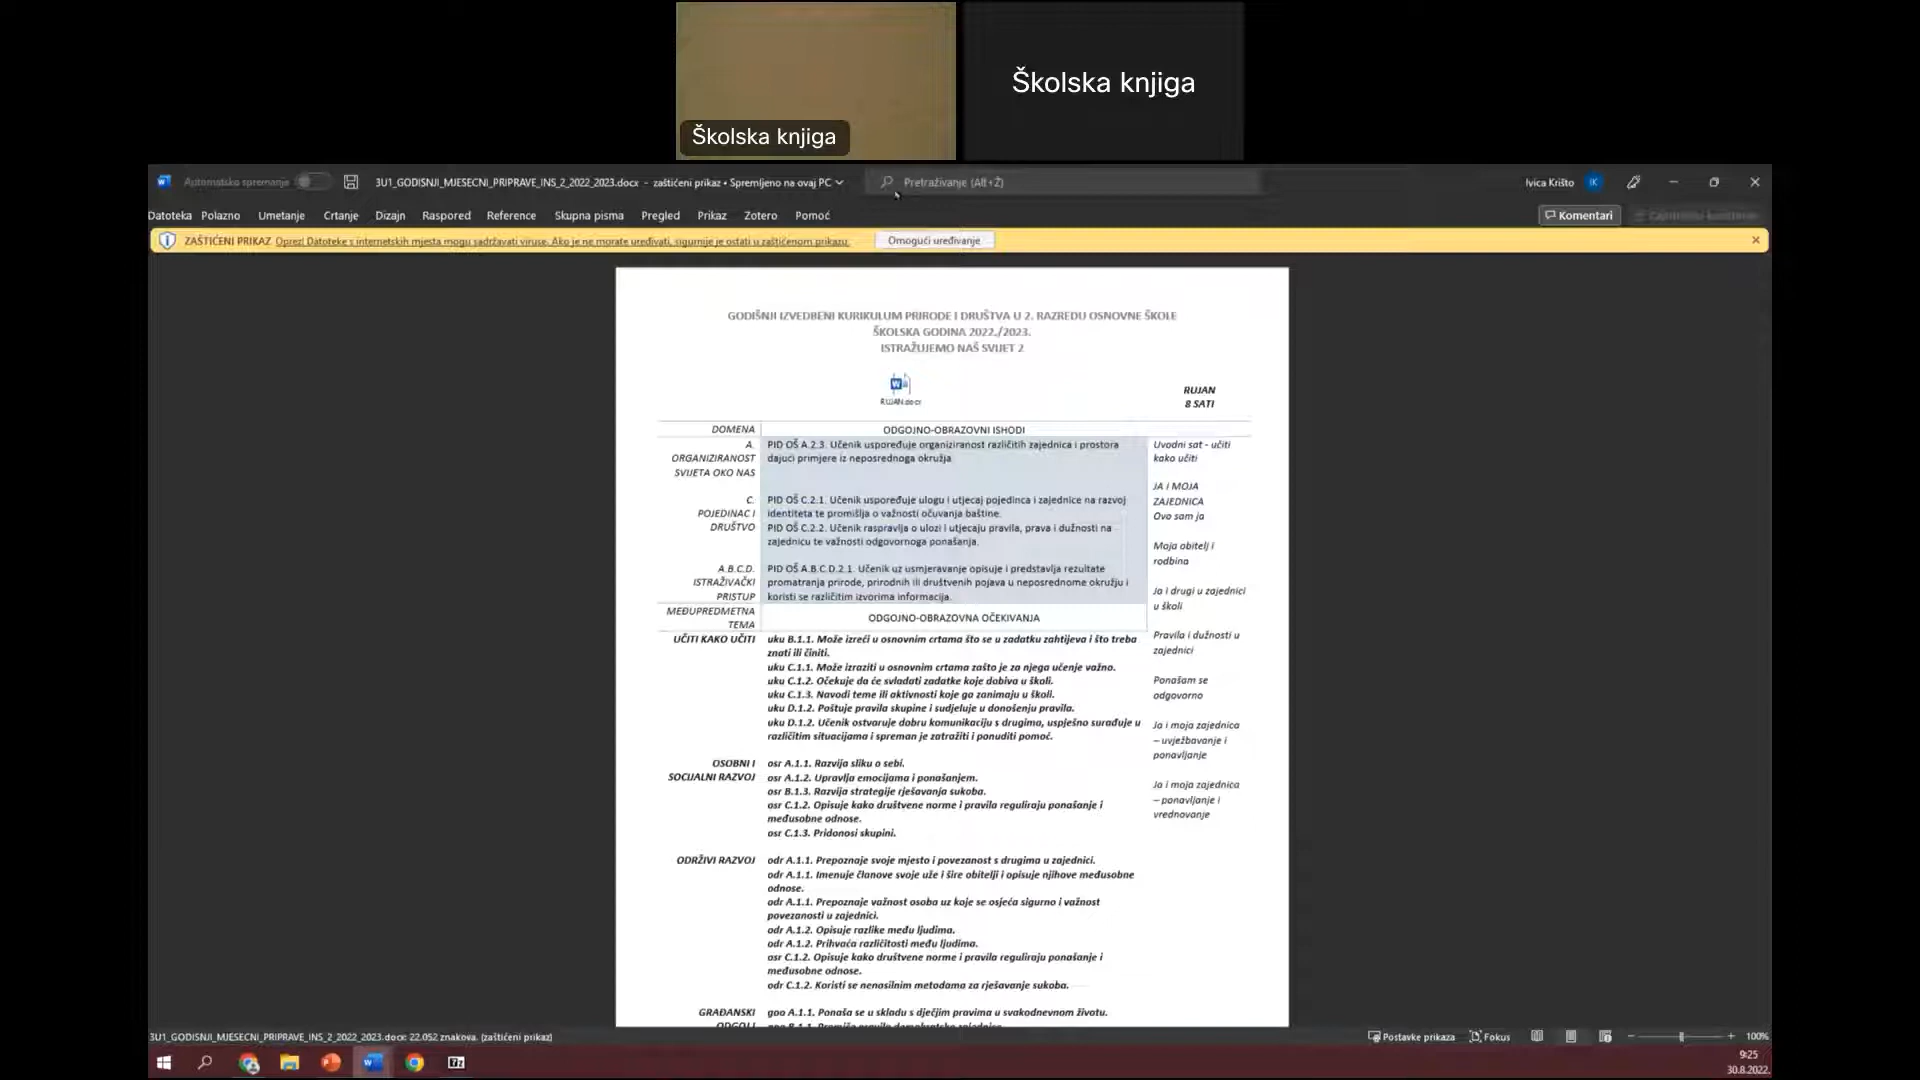 Školska knjiga
Školska knjiga
Automatsko spremanje
3U1_GODISNJI_MJESECNI_PRIPRAVE_INS_2_2022_2023.docx - zaštićeni prikaz • Spremljeno na ovaj PC
Pretraživanje (Alt+Ž)
Ivica Krišto
IK
Datoteka Polazno Umetanje Crtanje Dizajn Raspored Reference Skupna pisma Pregled Prikaz Zotero Pomoć
Komentari
ZAŠTIĆENI PRIKAZ Oprez! Datoteke s internetskih mjesta mogu sadržavati viruse. Ako je ne morate uređivati, sigurnije je ostati u zaštićenom prikazu.
Omogući uređivanje
GODIŠNJI IZVEDBENI KURIKULUM PRIRODE I DRUŠTVA U 2. RAZREDU OSNOVNE ŠKOLE
ŠKOLSKA GODINA 2022./2023.
ISTRAŽUJEMO NAŠ SVIJET 2
RUJAN.docx
RUJAN
8 SATI
DOMENA
ODGOJNO-OBRAZOVNI ISHODI
A.
ORGANIZIRANOST
SVIJETA OKO NAS
PID OŠ A.2.3. Učenik uspoređuje organiziranost različitih zajednica i prostora
dajući primjere iz neposrednoga okružja
C.
POJEDINAC I
DRUŠTVO
PID OŠ C.2.1. Učenik uspoređuje ulogu i utjecaj pojedinca i zajednice na razvoj
identiteta te promišlja o važnosti očuvanja baštine.
PID OŠ C.2.2. Učenik raspravlja o ulozi i utjecaju pravila, prava i dužnosti na
zajednicu te važnosti odgovornoga ponašanja.
A.B.C.D.
ISTRAŽIVAČKI
PRISTUP
PID OŠ A.B.C.D.2.1. Učenik uz usmjeravanje opisuje i predstavlja rezultate
promatranja prirode, prirodnih ili društvenih pojava u neposrednome okružju i
koristi se različitim izvorima informacija.
MEĐUPREDMETNA
TEMA
ODGOJNO-OBRAZOVNA OČEKIVANJA
UČITI KAKO UČITI
uku B.1.1. Može izreći u osnovnim crtama što se u zadatku zahtijeva i što treba
znati ili činiti.
uku C.1.1. Može izraziti u osnovnim crtama zašto je za njega učenje važno.
uku C.1.2. Očekuje da će svladati zadatke koje dobiva u školi.
uku C.1.3. Navodi teme ili aktivnosti koje ga zanimaju u školi.
uku D.1.2. Poštuje pravila skupine i sudjeluje u donošenju pravila.
uku D.1.2. Učenik ostvaruje dobru komunikaciju s drugima, uspješno surađuje u
različitim situacijama i spreman je zatražiti i ponuditi pomoć.
OSOBNI I
SOCIJALNI RAZVOJ
osr A.1.1. Razvija sliku o sebi.
osr A.1.2. Upravlja emocijama i ponašanjem.
osr B.1.3. Razvija strategije rješavanja sukoba.
osr C.1.2. Opisuje kako društvene norme i pravila reguliraju ponašanje i
međusobne odnose.
osr C.1.3. Pridonosi skupini.
ODRŽIVI RAZVOJ
odr A.1.1. Prepoznaje svoje mjesto i povezanost s drugima u zajednici.
odr A.1.1. Imenuje članove svoje uže i šire obitelji i opisuje njihove međusobne
odnose.
odr A.1.1. Prepoznaje važnost osoba uz koje se osjeća sigurno i važnost
povezanosti u zajednici.
odr A.1.2. Opisuje razlike među ljudima.
odr A.1.2. Prihvaća različitosti među ljudima.
osr C.1.2. Opisuje kako društvene norme i pravila reguliraju ponašanje i
međusobne odnose.
odr C.1.2. Koristi se nenasilnim metodama za rješavanje sukoba.
GRAĐANSKI
ODGOJ I
goo A.1.1. Ponaša se u skladu s dječjim pravima u svakodnevnom životu.
Uvodni sat - učiti
kako učiti
JA I MOJA
ZAJEDNICA
Ovo sam ja
Moja obitelj i
rodbina
Ja i drugi u zajednici
u školi
Pravila i dužnosti u
zajednici
Ponašam se
odgovorno
Ja i moja zajednica
– uvježbavanje i
ponavljanje
Ja i moja zajednica
– ponavljanje i
vrednovanje
3U1_GODISNJI_MJESECNI_PRIPRAVE_INS_2_2022_2023.docx: 22.052 znakova. (zaštićeni prikaz)
Postavke prikaza Fokus
100%
9:25
30.8.2022.